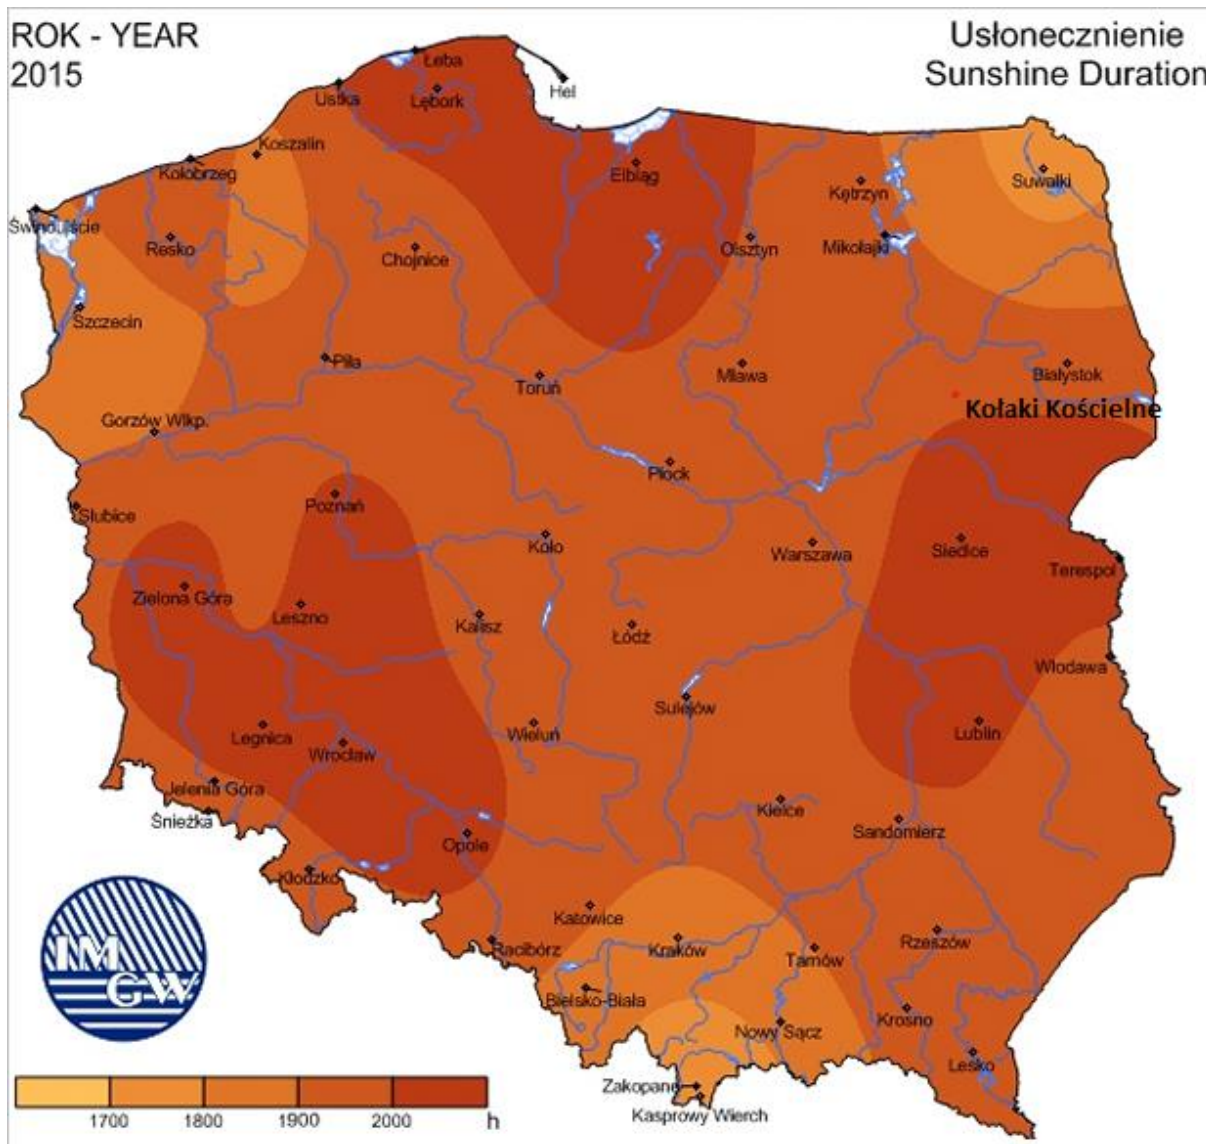 ROK - YEAR
2015
Usłonecznienie
Sunshine Duration
Łeba
Hel
Ustka
Lębork
Koszalin
Kołobrzeg
Elbląg
Suwałki
Kętrzyn
Świnoujście
Resko
Chojnice
Olsztyn
Mikołajki
Szczecin
Piła
Toruń
Mława
Białystok
Kołaki Kościelne
Gorzów Wlkp.
Płock
Słubice
Poznań
Koło
Warszawa
Siedlce
Terespol
Zielona Góra
Leszno
Kalisz
Łódź
Włodawa
Sulejów
Legnica
Wrocław
Wieluń
Lublin
Jelenia Góra
Śnieżka
Kielce
Sandomierz
Opole
Kłodzko
Katowice
Racibórz
Kraków
Tarnów
Rzeszów
Bielsko-Biała
Nowy Sącz
Krosno
Lesko
Zakopane
Kasprowy Wierch
IM
GW
1700 1800 1900 2000 h